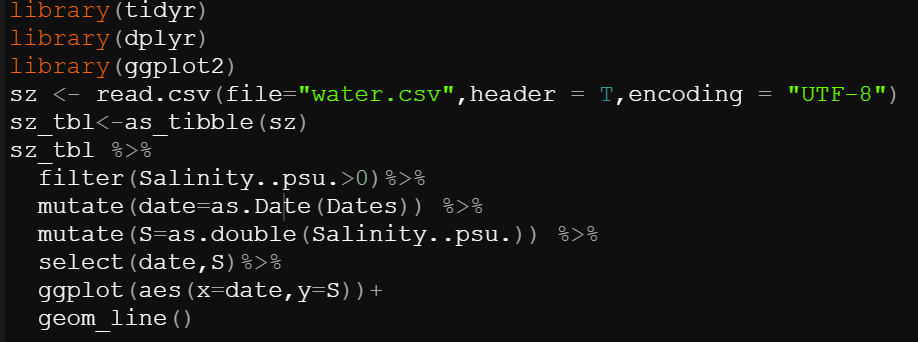 library(tidyr)
library(dplyr)
library(ggplot2)
sz <- read.csv(file="water.csv",header = T,encoding = "UTF-8")
sz_tbl<-as_tibble(sz)
sz_tbl %>%
  filter(Salinity..psu.>0)%>%
  mutate(date=as.Date(Dates)) %>%
  mutate(S=as.double(Salinity..psu.)) %>%
  select(date,S)%>%
  ggplot(aes(x=date,y=S))+
  geom_line()